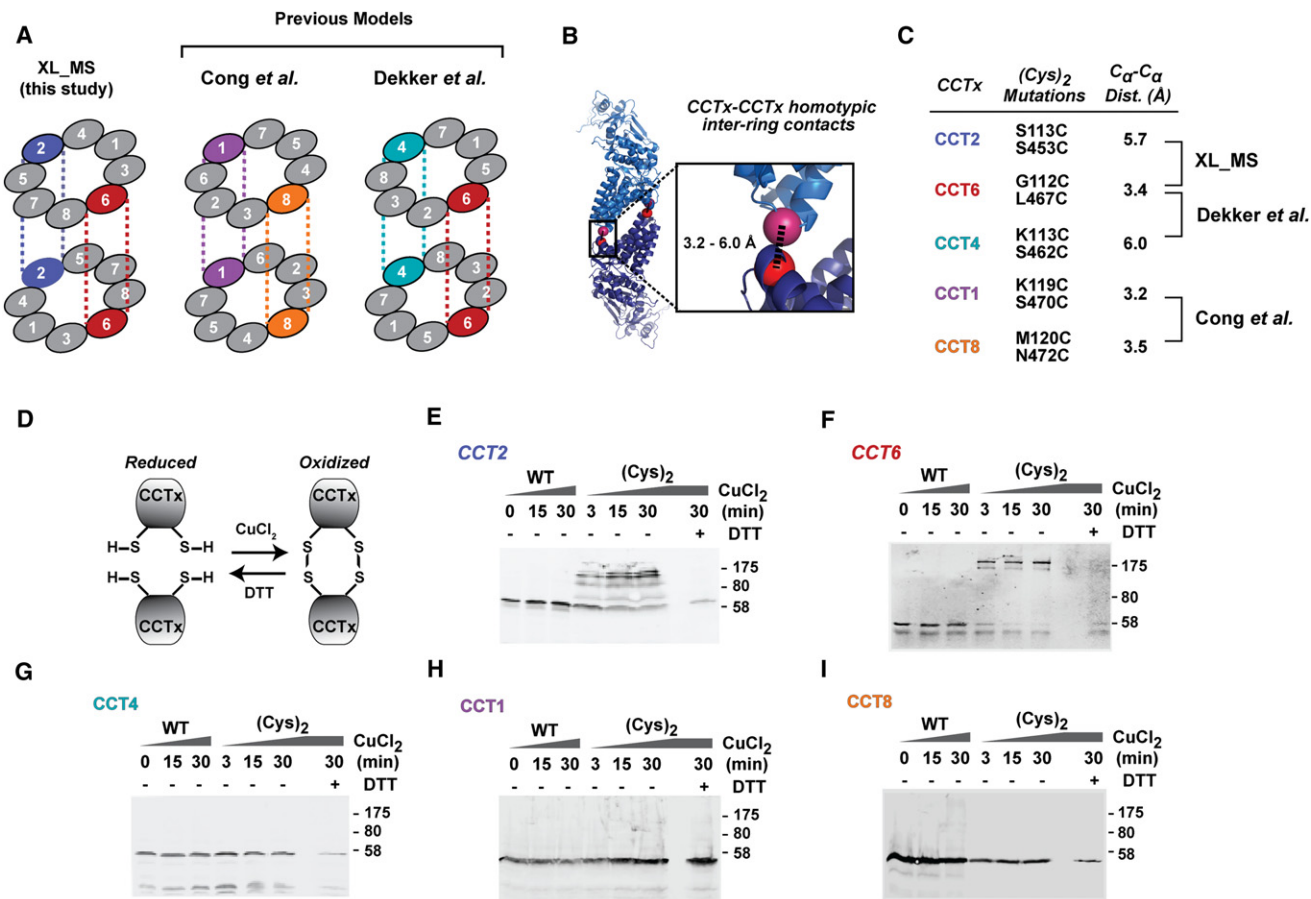 Previous Models
A
XL_MS
(this study)
Cong et al.
Dekker et al.
2 4 1 3 6 8 7 5
2 5 7 8 6 3 1 4
1 7 5 4 8 3 2 6
1 6 2 3 8 4 5 7
4 7 1 5 6 2 3 8
4 8 3 2 6 5 1 7
B
CCTx-CCTx homotypic
inter-ring contacts
3.2 - 6.0 Å
C
CCTx (Cys)2 Mutations Cα-Cα Dist. (Å)
CCT2 S113C S453C 5.7
XL_MS
CCT6 G112C L467C 3.4
Dekker et al.
CCT4 K113C S462C 6.0
CCT1 K119C S470C 3.2
Cong et al.
CCT8 M120C N472C 3.5
D
Reduced Oxidized
CCTx CCTx
H–S S–H CuCl2 S S
H–S S–H DTT S S
CCTx CCTx
E
CCT2
WT (Cys)2
CuCl2
0 15 30 3 15 30 30 (min)
- - - - - - + DTT
- 175
- 80
- 58
F
CCT6
WT (Cys)2
CuCl2
0 15 30 3 15 30 30 (min)
- - - - - - + DTT
- 175
- 80
- 58
G
CCT4
WT (Cys)2
CuCl2
0 15 30 3 15 30 30 (min)
- - - - - - + DTT
- 175
- 80
- 58
H
CCT1
WT (Cys)2
CuCl2
0 15 30 3 15 30 30 (min)
- - - - - - + DTT
- 175
- 80
- 58
I
CCT8
WT (Cys)2
CuCl2
0 15 30 3 15 30 30 (min)
- - - - - - + DTT
- 175
- 80
- 58